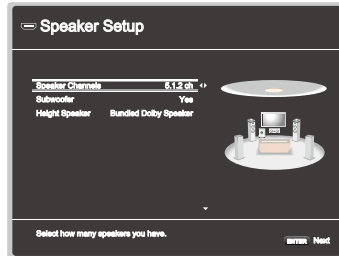 Speaker Setup
Speaker Channels 5.1.2 ch
Subwoofer Yes
Height Speaker Bundled Dolby Speaker
Select how many speakers you have.
ENTER Next